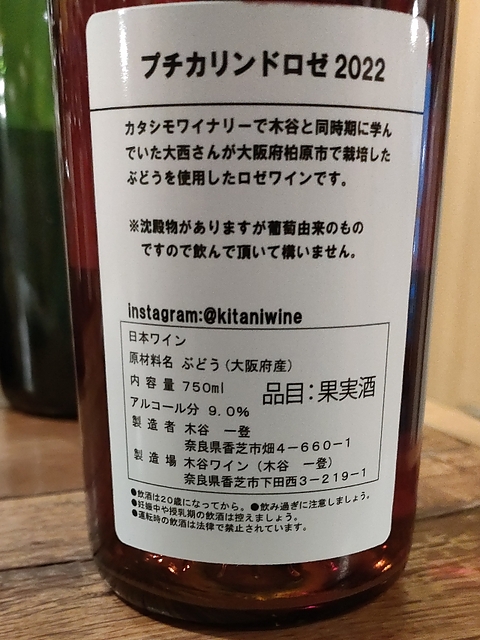 プチカリンドロゼ2022
カタシモワイナリーで木谷と同時期に学ん
でいた大西さんが大阪府柏原市で栽培した
ぶどうを使用したロゼワインです。
※沈殿物がありますが葡萄由来のもの
ですので飲んで頂いて構いません。
instagram:@kitaniwine
日本ワイン
原材料名 ぶどう(大阪府産)
内容量 750ml 品目:果実酒
アルコール分 9.0%
製造者 木谷 一登
奈良県香芝市畑4-660-1
製造場 木谷ワイン(木谷 一登)
奈良県香芝市下田西3-219-1
●飲酒は20歳になってから。●飲み過ぎに注意しましょう。
●妊娠中や授乳期の飲酒は控えましょう。
●運転時の飲酒は法律で禁止されています。